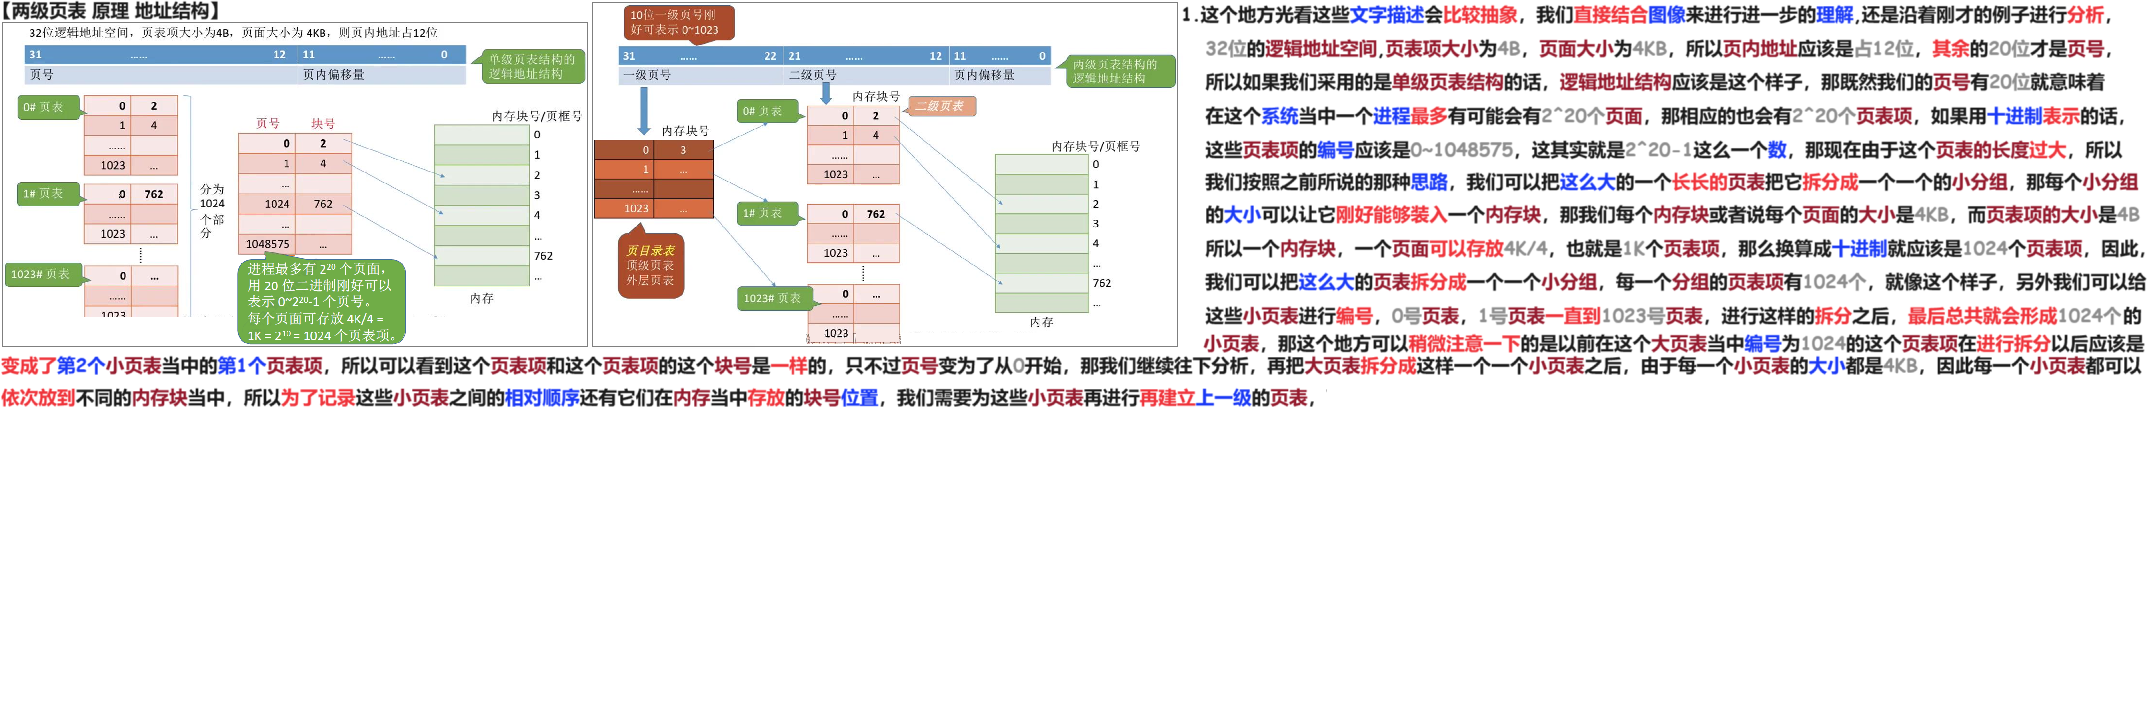 【两级页表 原理 地址结构】
32位逻辑地址空间，页表项大小为4B，页面大小为 4KB，则页内地址占12位
31 …… 12 11 …… 0
页号 页内偏移量
单级页表结构的
逻辑地址结构
0# 页表
0 2
1 4
……
1023 ...
1# 页表
0 762
……
1023 ...
1023# 页表
0 ...
……
1023
分为
1024
个部
分
页号 块号
0 2
1 4
...
1024 762
...
1048575 ...
进程最多有 2²⁰ 个页面，
用 20 位二进制刚好可以
表示 0~2²⁰-1 个页号。
每个页面可存放 4K/4 =
1K = 2¹⁰ = 1024 个页表项。
内存块号/页框号
0
1
2
3
4
...
762
...
内存
10位一级页号刚
好可表示 0~1023
31 …… 22 21 …… 12 11 …… 0
一级页号 二级页号 页内偏移量
两级页表结构的
逻辑地址结构
内存块号
0 3
1 ...
……
1023 ...
页目录表
顶级页表
外层页表
内存块号
二级页表
0# 页表
0 2
1 4
……
1023 ...
1# 页表
0 762
……
1023 ...
1023# 页表
0 ...
……
1023
内存块号/页框号
0
1
2
3
4
...
762
...
内存
1.这个地方光看这些文字描述会比较抽象，我们直接结合图像来进行进一步的理解,还是沿着刚才的例子进行分析，
32位的逻辑地址空间,页表项大小为4B，页面大小为4KB，所以页内地址应该是占12位，其余的20位才是页号，
所以如果我们采用的是单级页表结构的话，逻辑地址结构应该是这个样子，那既然我们的页号有20位就意味着
在这个系统当中一个进程最多有可能会有2^20个页面，那相应的也会有2^20个页表项，如果用十进制表示的话，
这些页表项的编号应该是0~1048575，这其实就是2^20-1这么一个数，那现在由于这个页表的长度过大，所以
我们按照之前所说的那种思路，我们可以把这么大的一个长长的页表把它拆分成一个一个的小分组，那每个小分组
的大小可以让它刚好能够装入一个内存块，那我们每个内存块或者说每个页面的大小是4KB，而页表项的大小是4B
所以一个内存块，一个页面可以存放4K/4，也就是1K个页表项，那么换算成十进制就应该是1024个页表项，因此，
我们可以把这么大的页表拆分成一个一个小分组，每一个分组的页表项有1024个，就像这个样子，另外我们可以给
这些小页表进行编号，0号页表，1号页表一直到1023号页表，进行这样的拆分之后，最后总共就会形成1024个的
小页表，那这个地方可以稍微注意一下的是以前在这个大页表当中编号为1024的这个页表项在进行拆分以后应该是
变成了第2个小页表当中的第1个页表项，所以可以看到这个页表项和这个页表项的这个块号是一样的，只不过页号变为了从0开始，那我们继续往下分析，再把大页表拆分成这样一个一个小页表之后，由于每一个小页表的大小都是4KB，因此每一个小页表都可以
依次放到不同的内存块当中，所以为了记录这些小页表之间的相对顺序还有它们在内存当中存放的块号位置，我们需要为这些小页表再进行再建立上一级的页表，